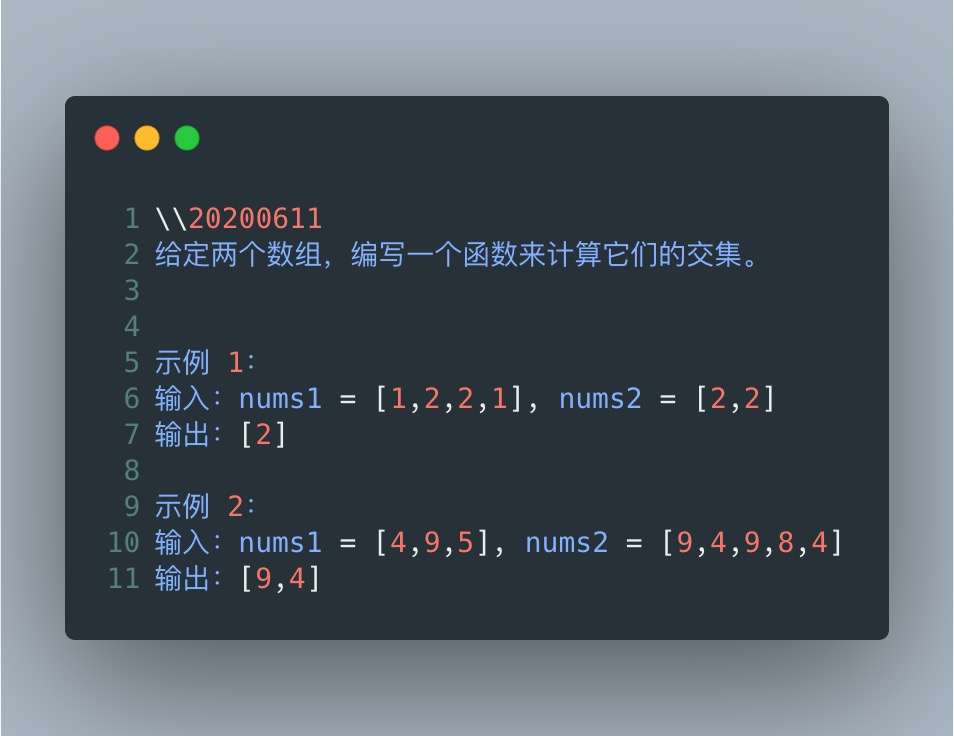 1 \\20200611
2 给定两个数组，编写一个函数来计算它们的交集。
3
4
5 示例 1：
6 输入：nums1 = [1,2,2,1], nums2 = [2,2]
7 输出：[2]
8
9 示例 2：
10 输入：nums1 = [4,9,5], nums2 = [9,4,9,8,4]
11 输出：[9,4]